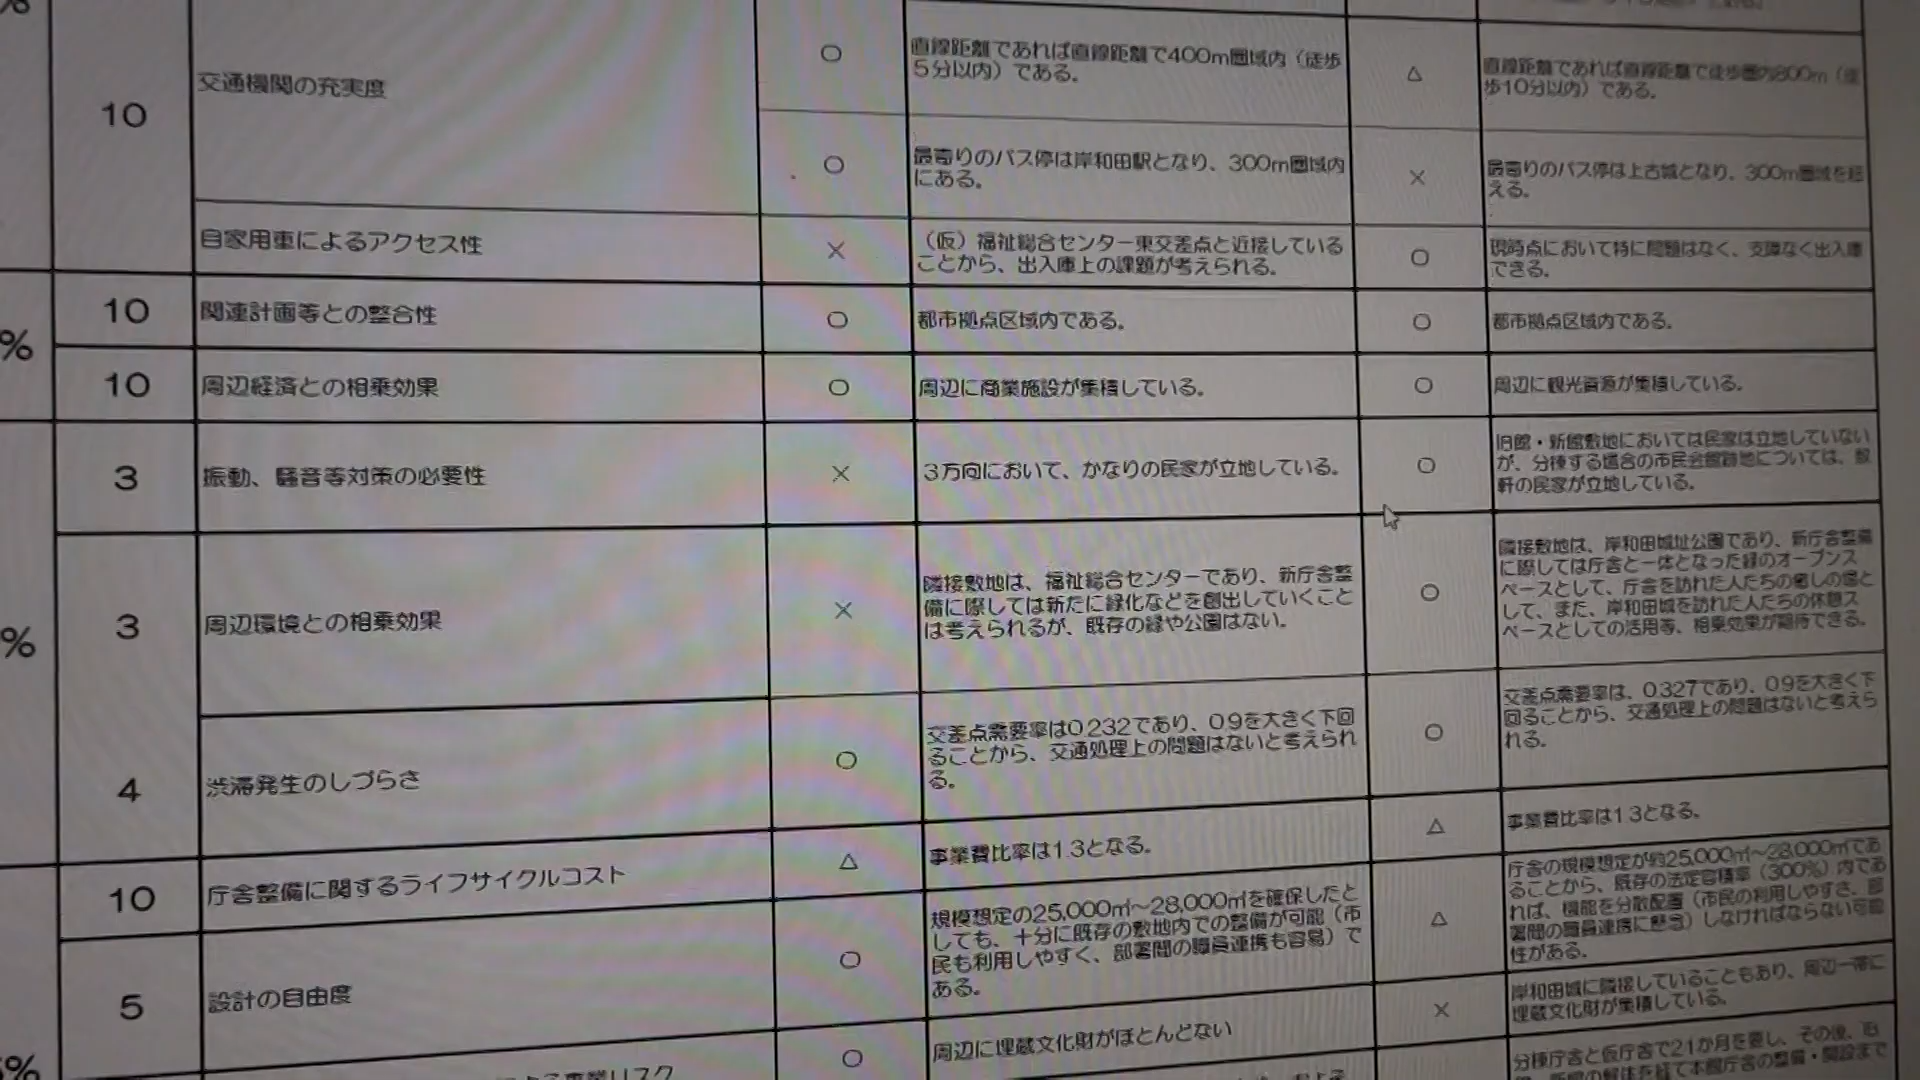 10
交通機関の充実度
○
直線距離であれば直線距離で400m圏域内(徒歩
5分以内)である。
△
直線距離であれば直線距離で徒歩圏内800m(徒
歩10分以内)である。
○
最寄りのバス停は岸和田駅となり、300m圏域内
にある。
×
最寄りのバス停は上古城となり、300m圏域を超
える。
自家用車によるアクセス性
×
(仮)福祉総合センター東交差点と近接している
ことから、出入庫上の課題が考えられる。
○
現時点において特に問題はなく、支障なく出入庫
できる。
%
10
関連計画等との整合性
○
都市拠点区域内である。
○
都市拠点区域内である。
10
周辺経済との相乗効果
○
周辺に商業施設が集積している。
○
周辺に観光資源が集積している。
3
振動、騒音等対策の必要性
×
3方向において、かなりの民家が立地している。
○
旧館・新館敷地においては民家は立地していない
が、分棟する場合の市民会館跡地については、数
軒の民家が立地している。
%
3
周辺環境との相乗効果
×
隣接敷地は、福祉総合センターであり、新庁舎整
備に際しては新たに緑化などを創出していくこと
は考えられるが、既存の緑や公園はない。
○
隣接敷地は、岸和田城址公園であり、新庁舎整備
に際しては庁舎と一体となった緑のオープンス
ペースとして、庁舎を訪れた人たちの癒しの場と
して、また、岸和田城を訪れた人たちの休憩ス
ペースとしての活用等、相乗効果が期待できる。
4
渋滞発生のしづらさ
○
交差点需要率は0.232であり、0.9を大きく下回
ることから、交通処理上の問題はないと考えられ
る。
○
交差点需要率は、0.327であり、0.9を大きく下
回ることから、交通処理上の問題はないと考えら
れる。
10
庁舎整備に関するライフサイクルコスト
△
事業費比率は1.3となる。
△
事業費比率は1.3となる。
5
設計の自由度
○
規模想定の25,000㎡～28,000㎡を確保したと
しても、十分に既存の敷地内での整備が可能(市
民も利用しやすく、部署間の職員連携も容易)で
ある。
△
庁舎の規模想定が約25,000㎡～28,000㎡であ
ることから、既存の法定容積率(300%)内であ
れば、機能を分散配置(市民の利用しやすさ、部
署間の職員連携に懸念)しなければならない可能
性がある。
○
周辺に埋蔵文化財がほとんどない
×
岸和田城に隣接していることもあり、周辺一帯に
埋蔵文化財が集積している。
%
事業リスク
分棟庁舎と仮庁舎で21か月を要し、その後、旧